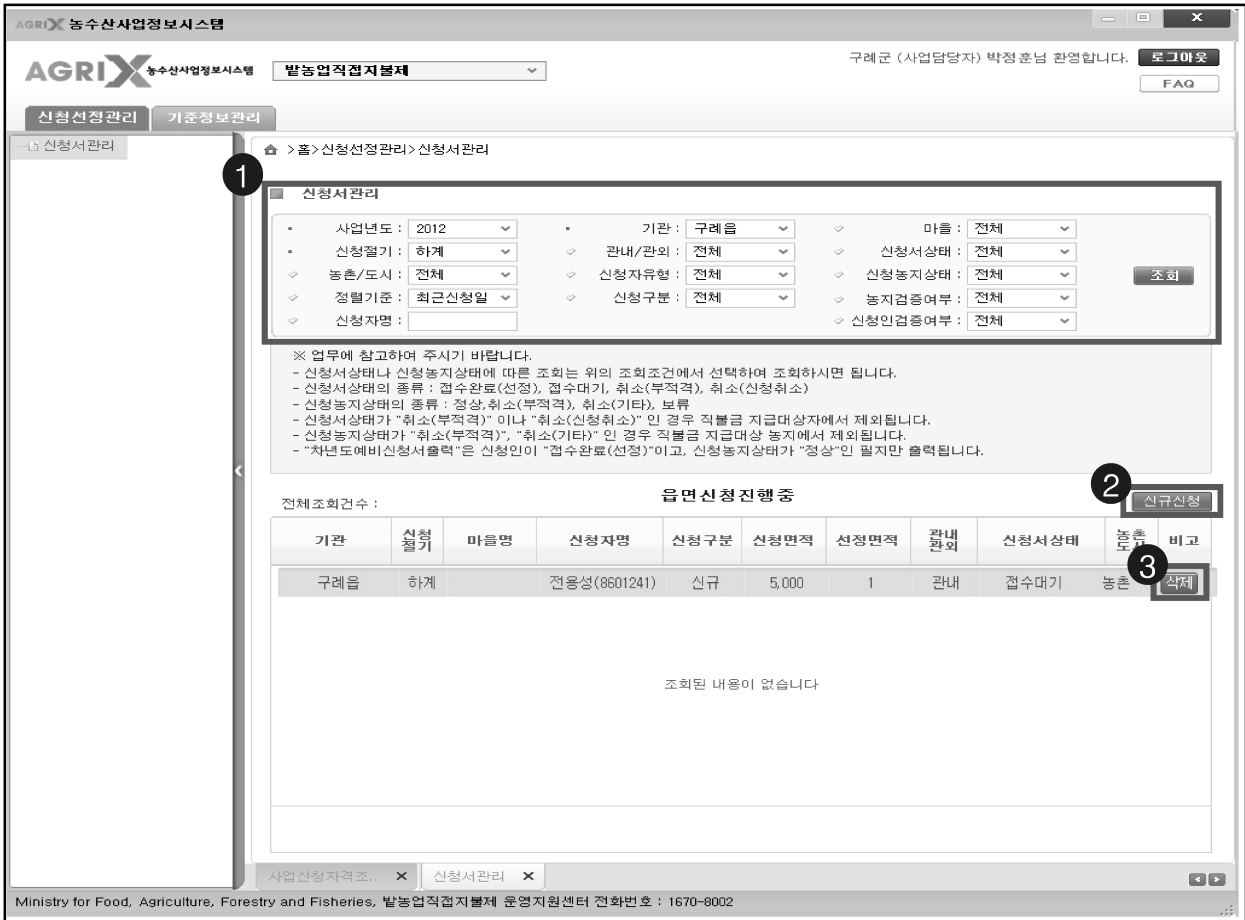 AGRIX 농수산사업정보시스템
AGRIX 농수산사업정보시스템 밭농업직접지불제 구례군 (사업담당자) 박정훈님 환영합니다. 로그아웃
FAQ
신청선정관리 기준정보관리
신청서관리
>홈>신청선정관리>신청서관리
1
신청서관리
사업년도 : 2012 기관 : 구례읍 마을 : 전체
신청절기 : 하계 관내/관외 : 전체 신청서상태 : 전체
농촌/도시 : 전체 신청자유형 : 전체 신청농지상태 : 전체 조회
정렬기준 : 최근신청일 신청구분 : 전체 농지검증여부 : 전체
신청자명 : 신청인검증여부 : 전체
※ 업무에 참고하여 주시기 바랍니다.
- 신청서상태나 신청농지상태에 따른 조회는 위의 조회조건에서 선택하여 조회하시면 됩니다.
- 신청서상태의 종류 : 접수완료(선정), 접수대기, 취소(부적격), 취소(신청취소)
- 신청농지상태의 종류 : 정상,취소(부적격), 취소(기타), 보류
- 신청서상태가 "취소(부적격)" 이나 "취소(신청취소)" 인 경우 직불금 지급대상자에서 제외됩니다.
- 신청농지상태가 "취소(부적격)", "취소(기타)" 인 경우 직불금 지급대상 농지에서 제외됩니다.
- "차년도예비신청서출력"은 신청인이 "접수완료(선정)"이고, 신청농지상태가 "정상"인 필지만 출력됩니다.
2
전체조회건수 : 읍면신청진행중 신규신청
기관 신청절기 마을명 신청자명 신청구분 신청면적 선정면적 관내관외 신청서상태 농촌도시 비고
3
구례읍 하계 전용성(8601241) 신규 5,000 1 관내 접수대기 농촌 삭제
조회된 내용이 없습니다
사업신청자격조.. X 신청서관리 X
Ministry for Food, Agriculture, Forestry and Fisheries, 밭농업직접지불제 운영지원센터 전화번호 : 1670-8002